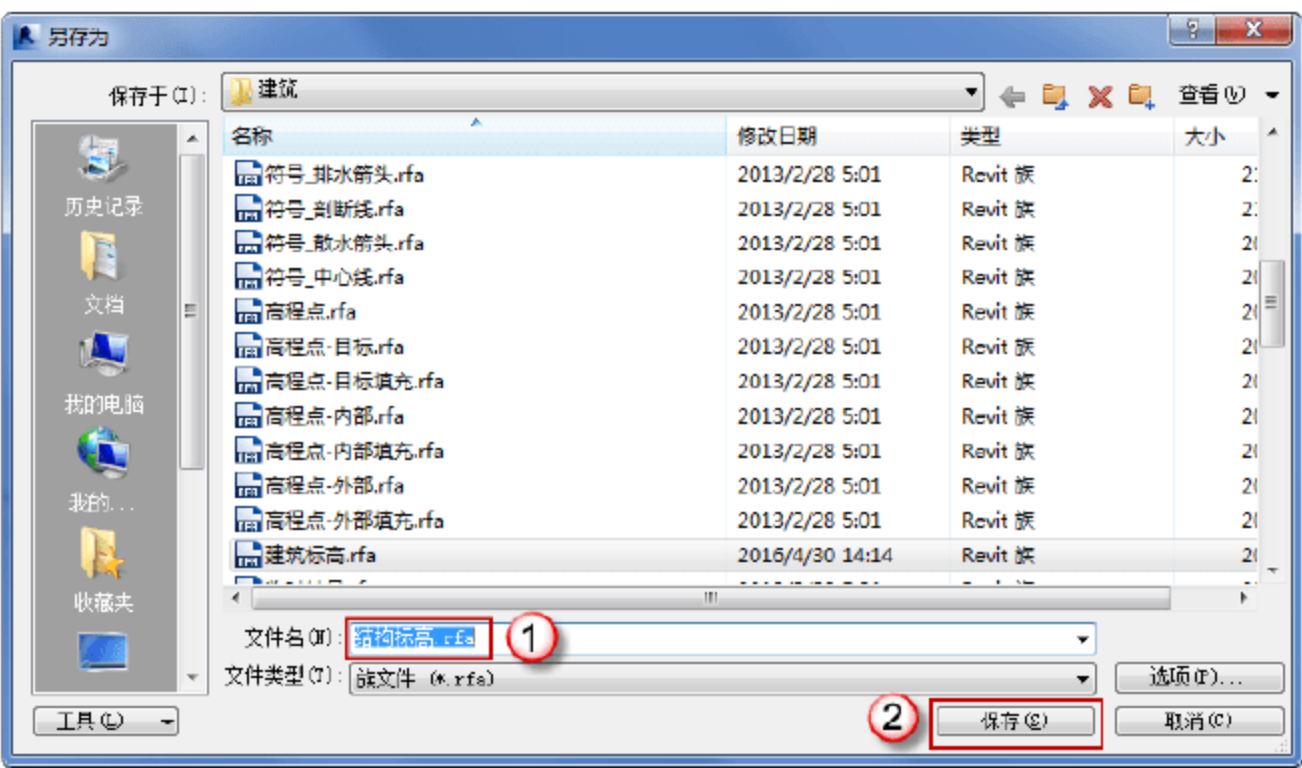 另存为
保存于(I):
建筑
查看(V)
名称 修改日期 类型 大小
符号_排水箭头.rfa 2013/2/28 5:01 Revit 族
符号_剖断线.rfa 2013/2/28 5:01 Revit 族
符号_散水箭头.rfa 2013/2/28 5:01 Revit 族
符号_中心线.rfa 2013/2/28 5:01 Revit 族
高程点.rfa 2013/2/28 5:01 Revit 族
高程点-目标.rfa 2013/2/28 5:01 Revit 族
高程点-目标填充.rfa 2013/2/28 5:01 Revit 族
高程点-内部.rfa 2013/2/28 5:01 Revit 族
高程点-内部填充.rfa 2013/2/28 5:01 Revit 族
高程点-外部.rfa 2013/2/28 5:01 Revit 族
高程点-外部填充.rfa 2013/2/28 5:01 Revit 族
建筑标高.rfa 2016/4/30 14:14 Revit 族
历史记录
文档
我的电脑
我的...
收藏夹
文件名(N): 结构标高.rfa 1
文件类型(T): 族文件 (*.rfa)
选项(P)...
工具(L)
2 保存(S)
取消(C)